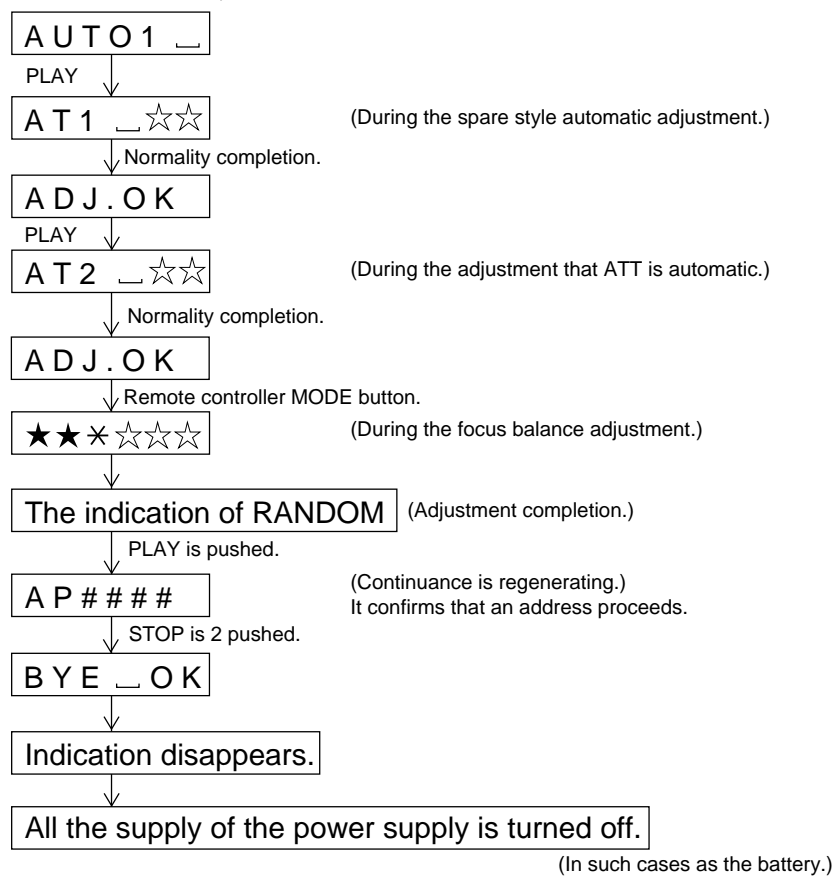 AUTO1 ⎵
PLAY
AT1 ⎵☆☆ (During the spare style automatic adjustment.)
Normality completion.
ADJ.OK
PLAY
AT2 ⎵☆☆ (During the adjustment that ATT is automatic.)
Normality completion.
ADJ.OK
Remote controller MODE button.
★★✳☆☆☆ (During the focus balance adjustment.)
The indication of RANDOM (Adjustment completion.)
PLAY is pushed.
AP#### (Continuance is regenerating.)
It confirms that an address proceeds.
STOP is 2 pushed.
BYE ⎵ OK
Indication disappears.
All the supply of the power supply is turned off.
(In such cases as the battery.)